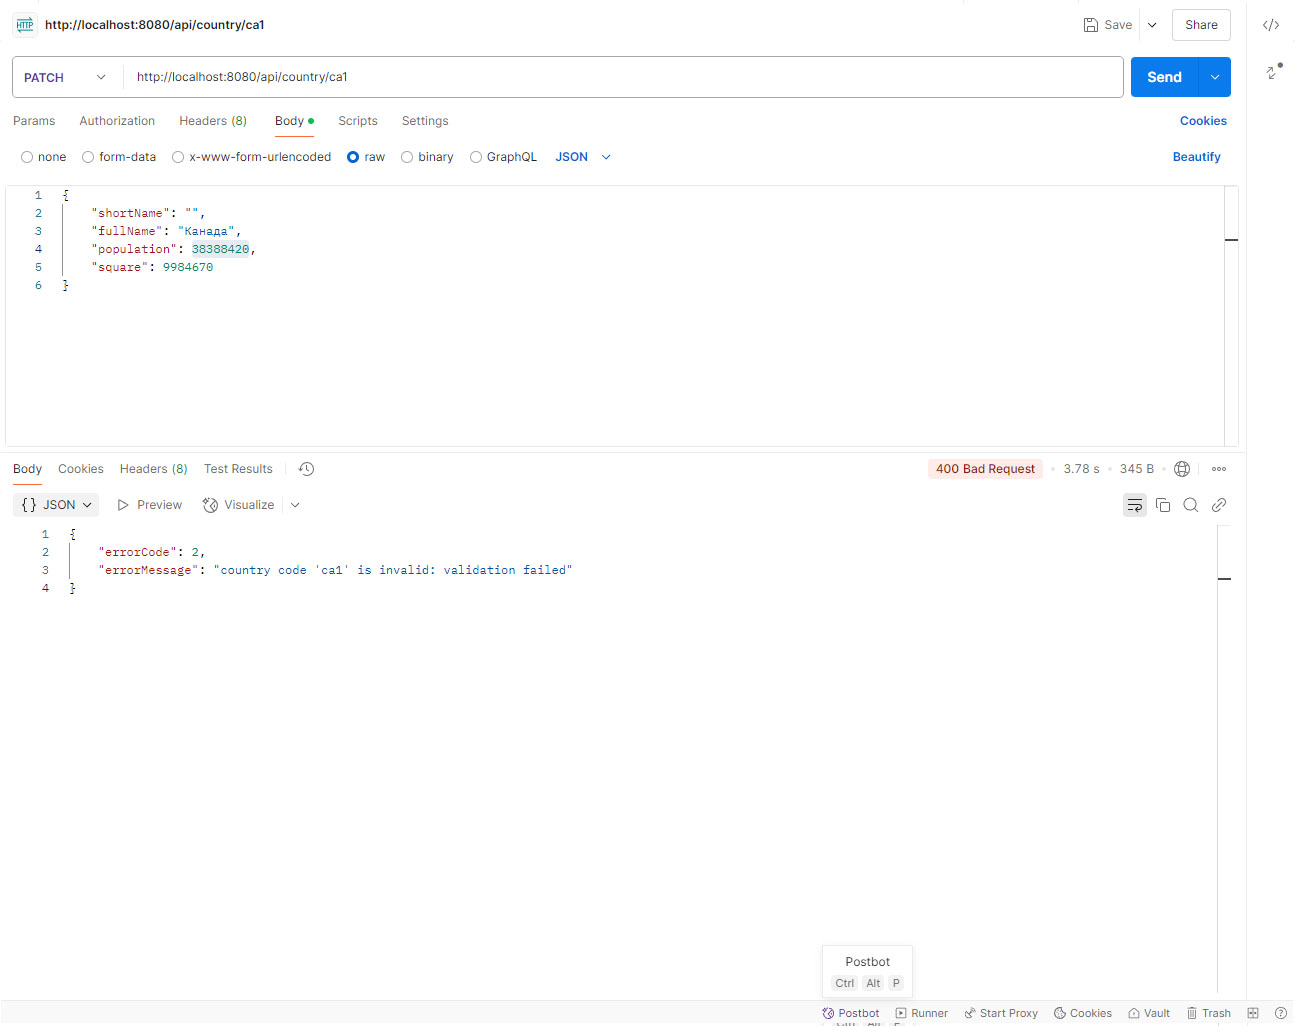 HTTP http://localhost:8080/api/country/ca1 Save Share </>
PATCH http://localhost:8080/api/country/ca1 Send
Params Authorization Headers (8) Body Scripts Settings Cookies
none form-data x-www-form-urlencoded raw binary GraphQL JSON Beautify
1 {
2 "shortName": "",
3 "fullName": "Канада",
4 "population": 38388420,
5 "square": 9984670
6 }
Body Cookies Headers (8) Test Results 400 Bad Request • 3.78 s • 345 B •
{} JSON Preview Visualize
1 {
2 "errorCode": 2,
3 "errorMessage": "country code 'ca1' is invalid: validation failed"
4 }
Postbot
Ctrl Alt P
Postbot Runner Start Proxy Cookies Vault Trash